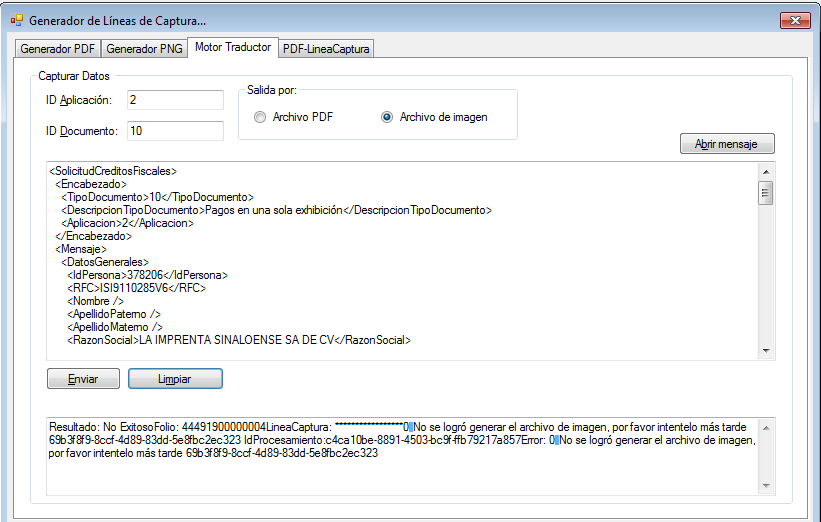 Generador de Líneas de Captura...
Generador PDF Generador PNG Motor Traductor PDF-LineaCaptura
Capturar Datos
ID Aplicación: 2
Salida por:
Archivo PDF Archivo de imagen
ID Documento: 10
Abrir mensaje
<SolicitudCreditosFiscales>
<Encabezado>
<TipoDocumento>10</TipoDocumento>
<DescripcionTipoDocumento>Pagos en una sola exhibición</DescripcionTipoDocumento>
<Aplicacion>2</Aplicacion>
</Encabezado>
<Mensaje>
<DatosGenerales>
<IdPersona>378206</IdPersona>
<RFC>ISI9110285V6</RFC>
<Nombre />
<ApellidoPaterno />
<ApellidoMaterno />
<RazonSocial>LA IMPRENTA SINALOENSE SA DE CV</RazonSocial>
Enviar Limpiar
Resultado: No ExitosoFolio: 44491900000004LineaCaptura: ****************0||No se logró generar el archivo de imagen, por favor intentelo más tarde
69b3f8f9-8ccf-4d89-83dd-5e8fbc2ec323 IdProcesamiento:c4ca10be-8891-4503-bc9f-ffb79217a857Error: 0||No se logró generar el archivo de imagen,
por favor intentelo más tarde 69b3f8f9-8ccf-4d89-83dd-5e8fbc2ec323